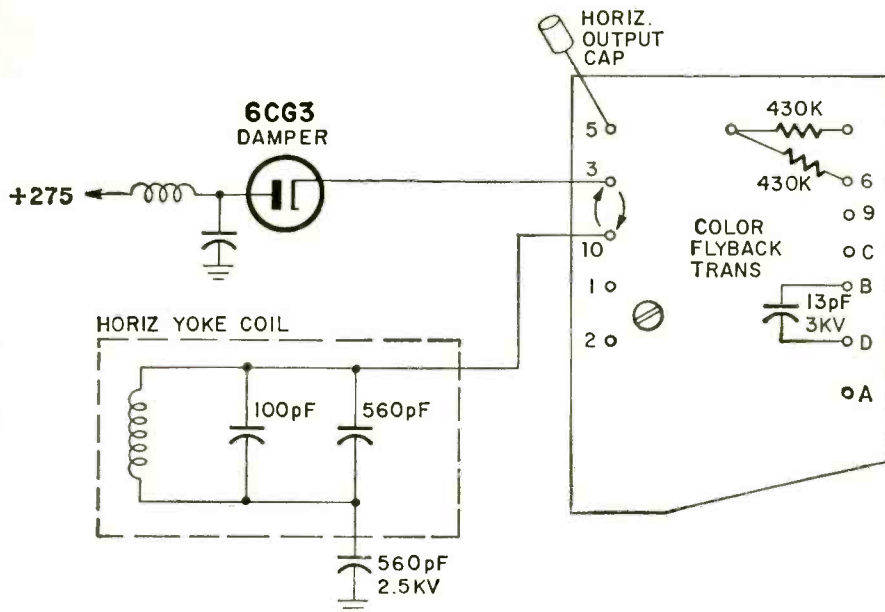 HORIZ.
OUTPUT
CAP
6CG3
DAMPER
+275
5
3
10
1
2
430K
430K
6
9
C
B
D
A
COLOR
FLYBACK
TRANS
13pF
3KV
HORIZ YOKE COIL
100pF
560pF
560pF
2.5KV